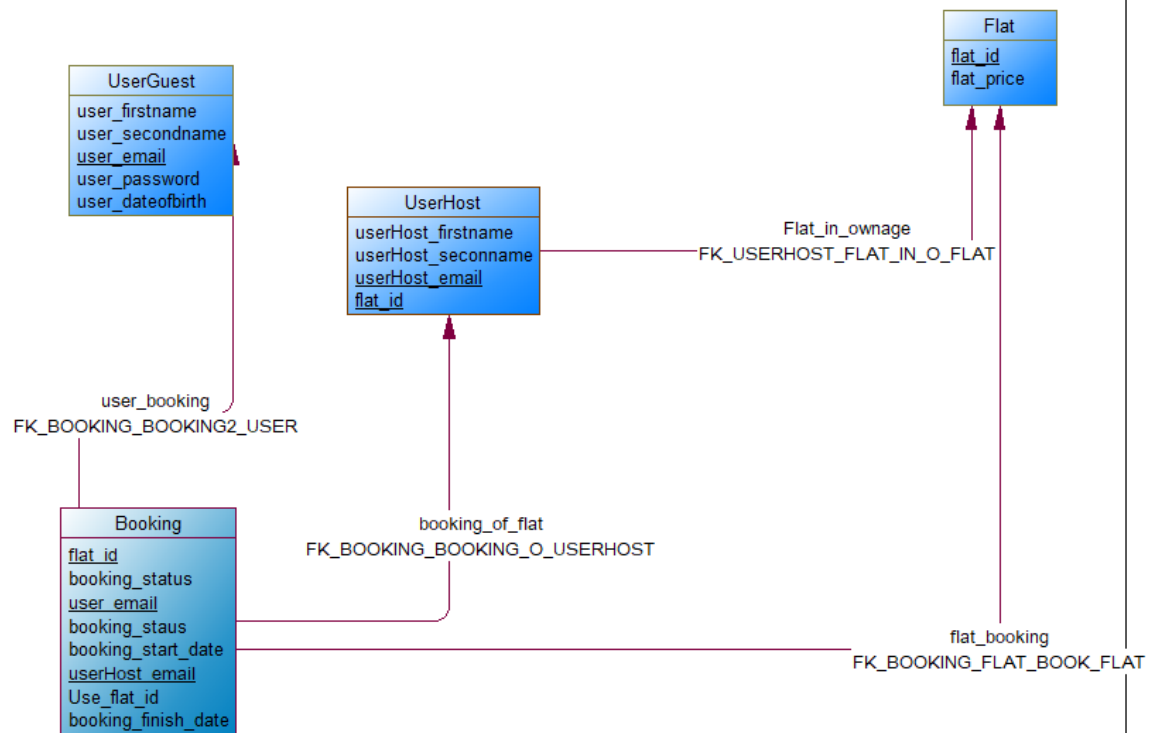 Flat
flat_id
flat_price
UserGuest
user_firstname
user_secondname
user_email
user_password
user_dateofbirth
UserHost
userHost_firstname
userHost_seconname
userHost_email
flat_id
Flat_in_ownage
FK_USERHOST_FLAT_IN_O_FLAT
user_booking
FK_BOOKING_BOOKING2_USER
Booking
flat_id
booking_status
user_email
booking_staus
booking_start_date
userHost_email
Use_flat_id
booking_finish_date
booking_of_flat
FK_BOOKING_BOOKING_O_USERHOST
flat_booking
FK_BOOKING_FLAT_BOOK_FLAT